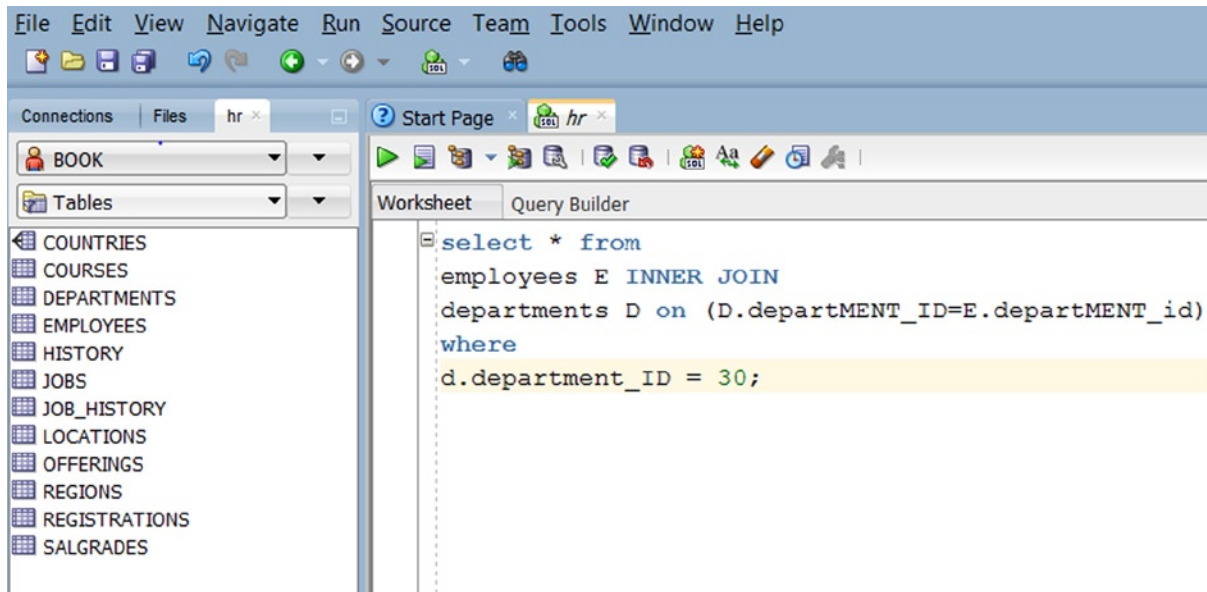 File Edit View Navigate Run Source Team Tools Window Help
Connections Files hr
BOOK
Tables
COUNTRIES
COURSES
DEPARTMENTS
EMPLOYEES
HISTORY
JOBS
JOB_HISTORY
LOCATIONS
OFFERINGS
REGIONS
REGISTRATIONS
SALGRADES
Start Page hr
Worksheet Query Builder
select * from
employees E INNER JOIN
departments D on (D.departMENT_ID=E.departMENT_id)
where
d.department_ID = 30;